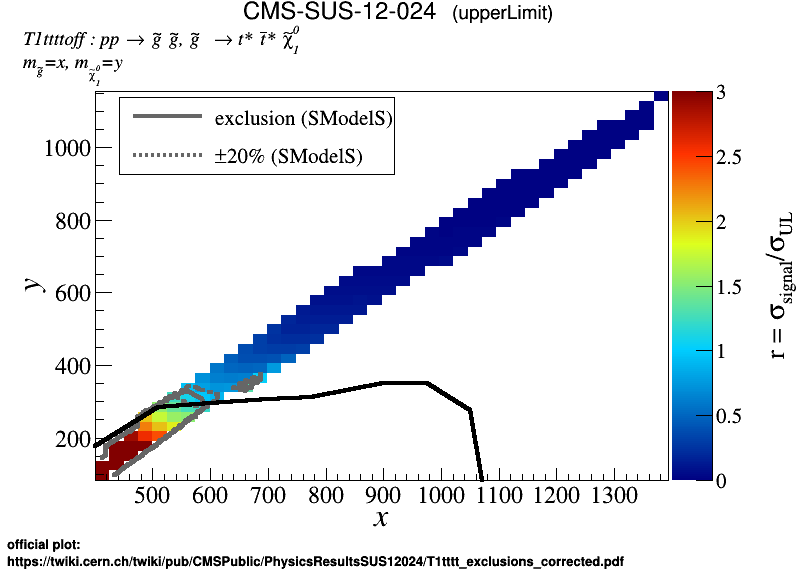 CMS-SUS-12-024 (upperLimit)
T1ttttoff : pp → g̃ g̃, g̃ → t* t̄* χ̃⁰₁
m_g̃=x, m_χ̃⁰₁=y
exclusion (SModelS)
±20% (SModelS)
y
1000
800
600
400
200
500 600 700 800 900 1000 1100 1200 1300
x
3
2.5
2
1.5
1
0.5
0
r = σ_signal/σ_UL
official plot:
https://twiki.cern.ch/twiki/pub/CMSPublic/PhysicsResultsSUS12024/T1tttt_exclusions_corrected.pdf